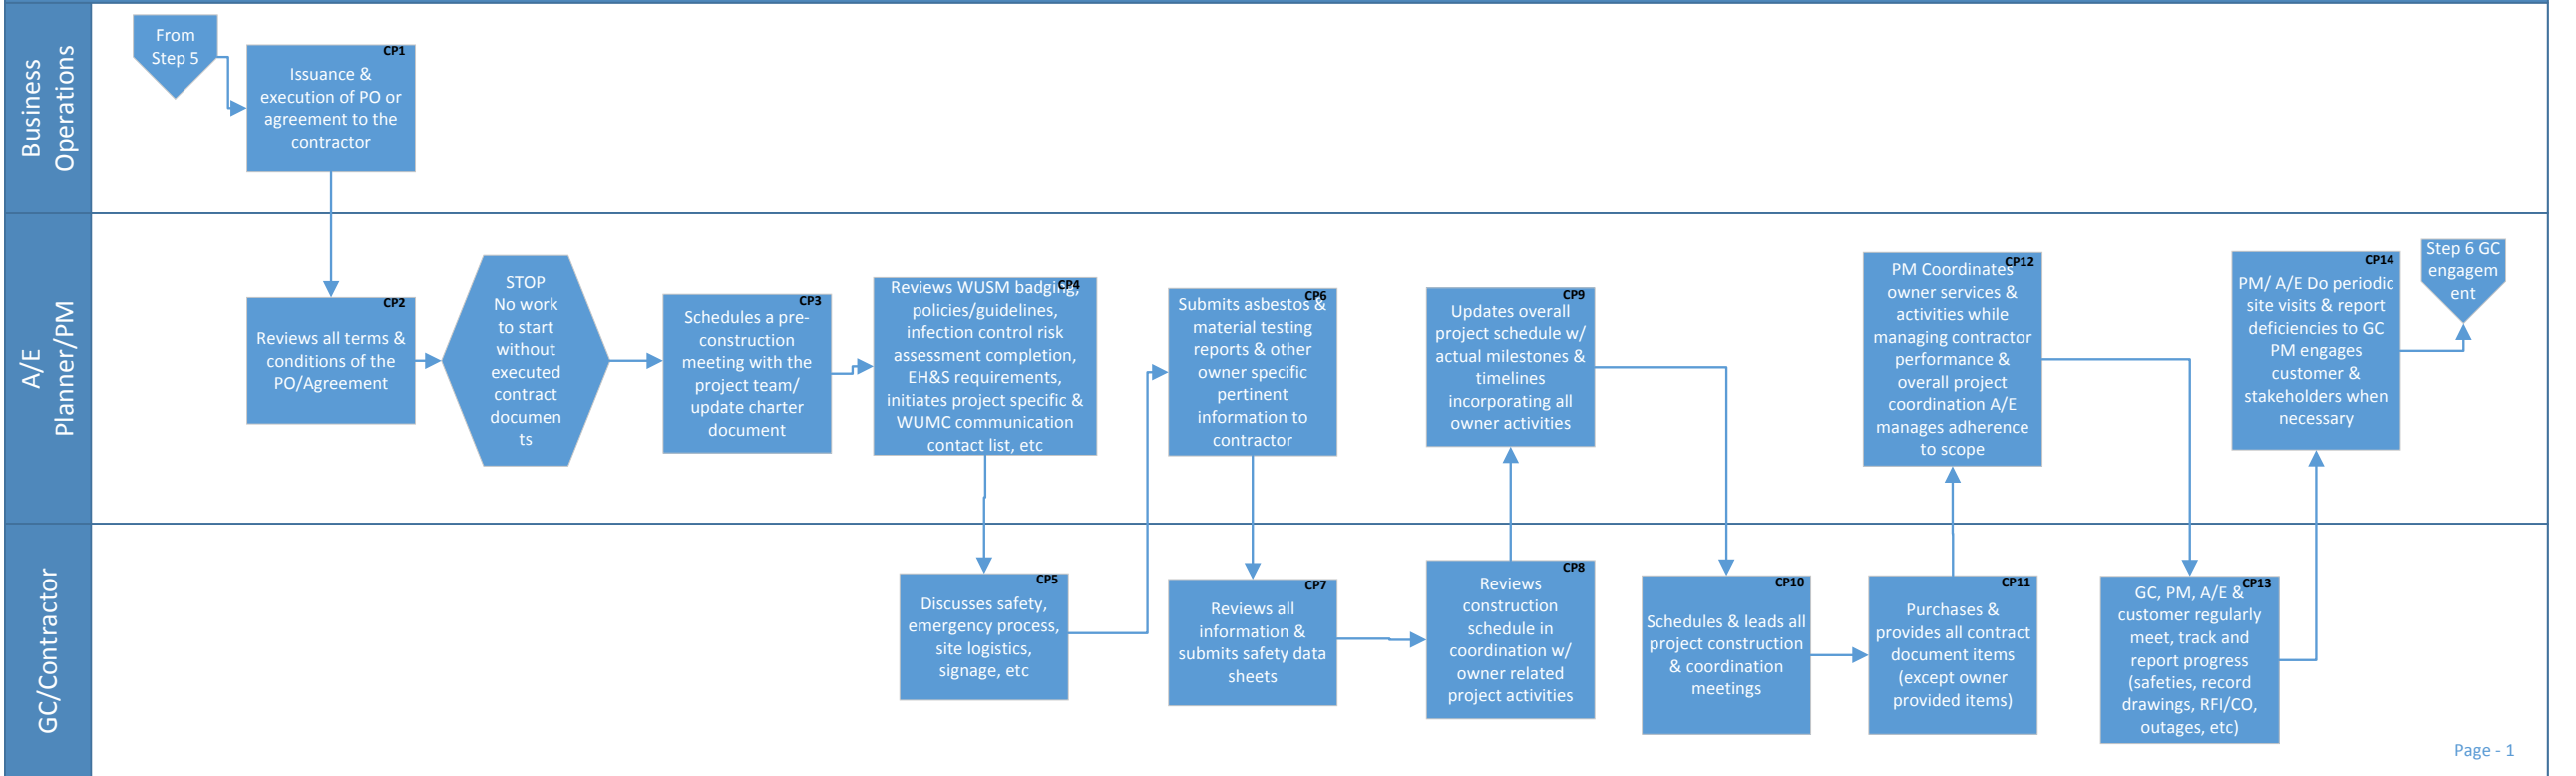 Business
Operations
From
Step 5
CP1
Issuance &
execution of PO or
agreement to the
contractor
A/E
Planner/PM
CP2
Reviews all terms &
conditions of the
PO/Agreement
STOP
No work
to start
without
executed
contract
documen
ts
CP3
Schedules a pre-
construction
meeting with the
project team/
update charter
document
CP4
Reviews WUSM badging,
policies/guidelines,
infection control risk
assessment completion,
EH&S requirements,
initiates project specific &
WUMC communication
contact list, etc
CP6
Submits asbestos &
material testing
reports & other
owner specific
pertinent
information to
contractor
CP9
Updates overall
project schedule w/
actual milestones &
timelines
incorporating all
owner activities
CP12
PM Coordinates
owner services &
activities while
managing contractor
performance &
overall project
coordination A/E
manages adherence
to scope
CP14
PM/ A/E Do periodic
site visits & report
deficiencies to GC
PM engages
customer &
stakeholders when
necessary
Step 6 GC
engagem
ent
GC/Contractor
CP5
Discusses safety,
emergency process,
site logistics,
signage, etc
CP7
Reviews all
information &
submits safety data
sheets
CP8
Reviews
construction
schedule in
coordination w/
owner related
project activities
CP10
Schedules & leads all
project construction
& coordination
meetings
CP11
Purchases &
provides all contract
document items
(except owner
provided items)
CP13
GC, PM, A/E &
customer regularly
meet, track and
report progress
(safeties, record
drawings, RFI/CO,
outages, etc)
Page - 1